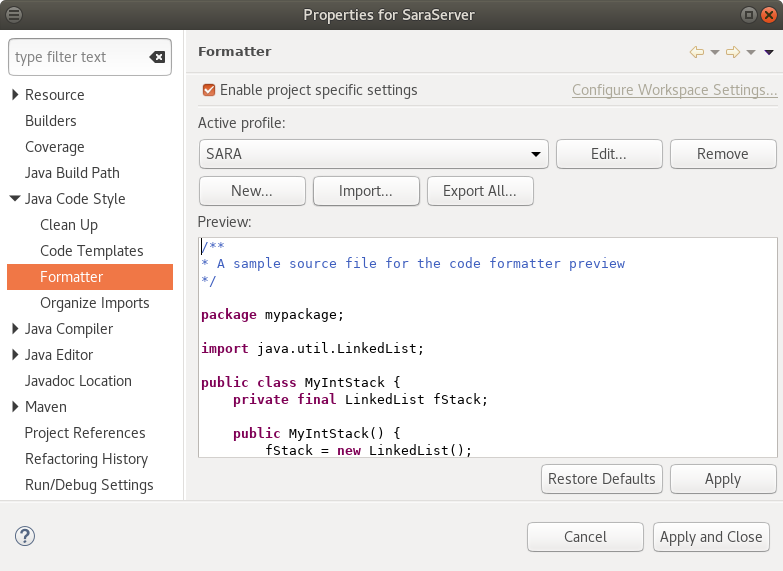 Properties for SaraServer
type filter text
Resource
Builders
Coverage
Java Build Path
Java Code Style
Clean Up
Code Templates
Formatter
Organize Imports
Java Compiler
Java Editor
Javadoc Location
Maven
Project References
Refactoring History
Run/Debug Settings
Formatter
Enable project specific settings
Configure Workspace Settings...
Active profile:
SARA
Edit...
Remove
New...
Import...
Export All...
Preview:
/**
* A sample source file for the code formatter preview
*/
package mypackage;
import java.util.LinkedList;
public class MyIntStack {
private final LinkedList fStack;
public MyIntStack() {
fStack = new LinkedList();
Restore Defaults
Apply
?
Cancel
Apply and Close